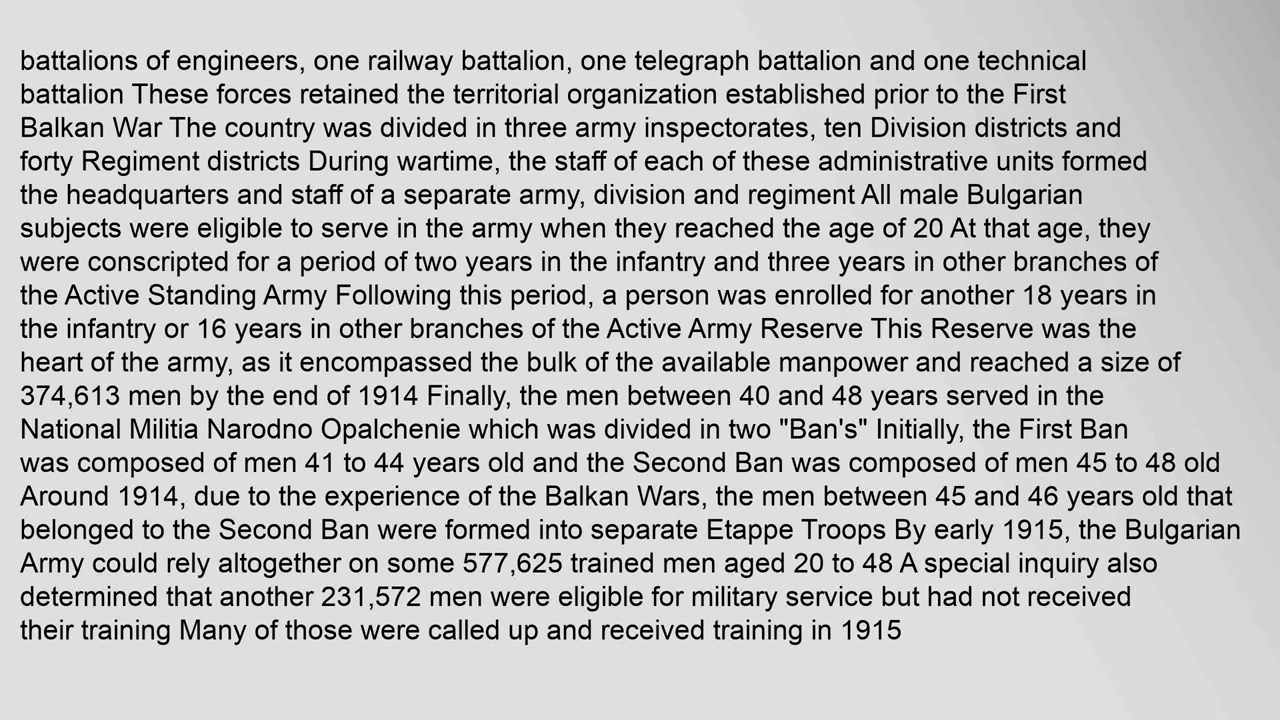 battalions of engineers, one railway battalion, one telegraph battalion and one technical
battalion These forces retained the territorial organization established prior to the First
Balkan War The country was divided in three army inspectorates, ten Division districts and
forty Regiment districts During wartime, the staff of each of these administrative units formed
the headquarters and staff of a separate army, division and regiment All male Bulgarian
subjects were eligible to serve in the army when they reached the age of 20 At that age, they
were conscripted for a period of two years in the infantry and three years in other branches of
the Active Standing Army Following this period, a person was enrolled for another 18 years in
the infantry or 16 years in other branches of the Active Army Reserve This Reserve was the
heart of the army, as it encompassed the bulk of the available manpower and reached a size of
374,613 men by the end of 1914 Finally, the men between 40 and 48 years served in the
National Militia Narodno Opalchenie which was divided in two "Ban's" Initially, the First Ban
was composed of men 41 to 44 years old and the Second Ban was composed of men 45 to 48 old
Around 1914, due to the experience of the Balkan Wars, the men between 45 and 46 years old that
belonged to the Second Ban were formed into separate Etappe Troops By early 1915, the Bulgarian
Army could rely altogether on some 577,625 trained men aged 20 to 48 A special inquiry also
determined that another 231,572 men were eligible for military service but had not received
their training Many of those were called up and received training in 1915